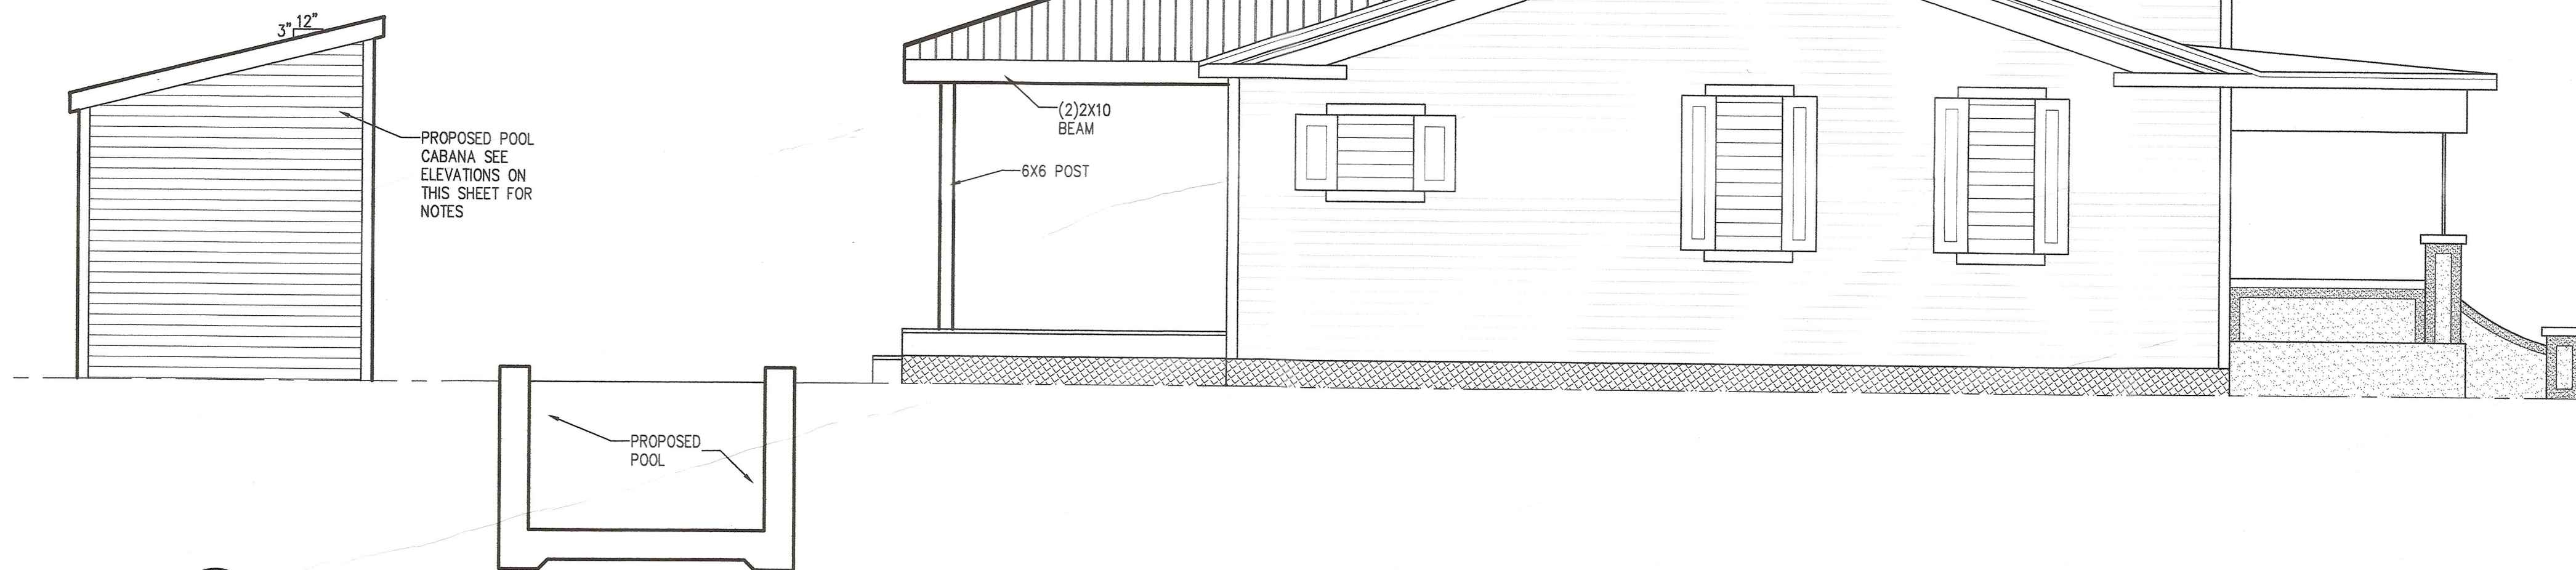 12"
3"
PROPOSED POOL
CABANA SEE
ELEVATIONS ON
THIS SHEET FOR
NOTES
(2)2X10
BEAM
6X6 POST
PROPOSED
POOL